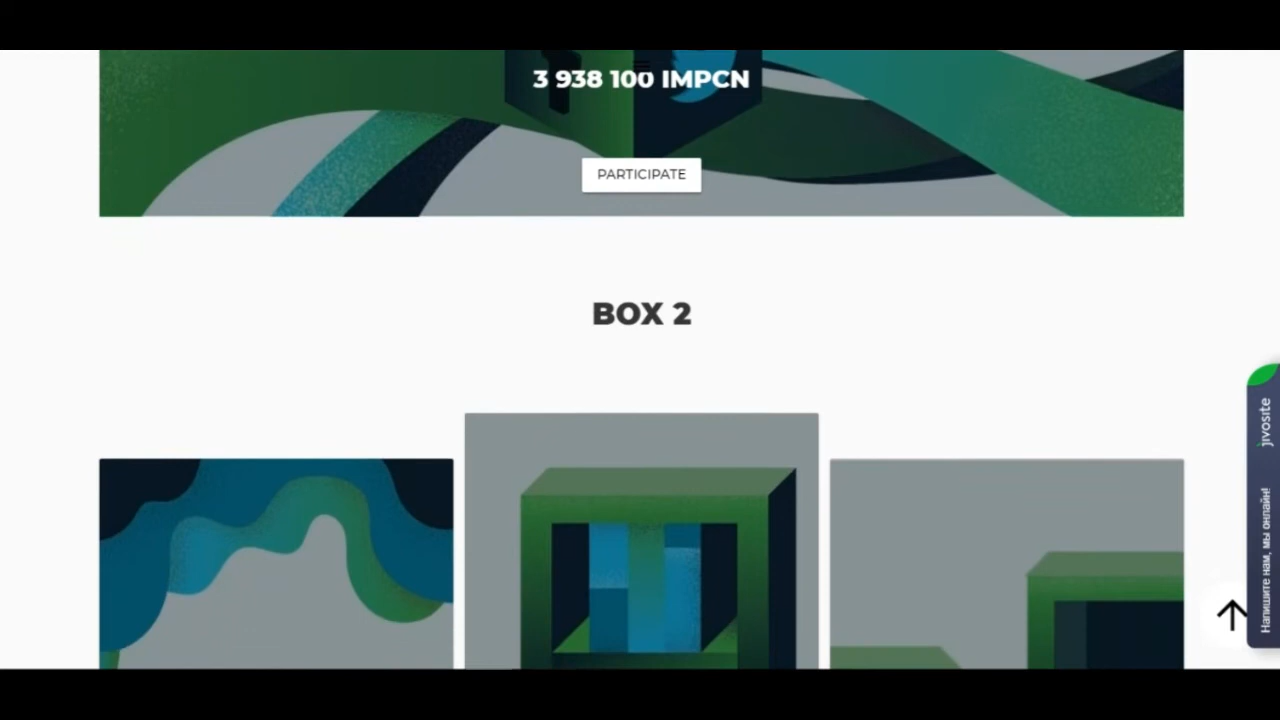 3 938 100 IMPCN
PARTICIPATE
BOX 2
jivosite
Напишите нам, мы онлайн!